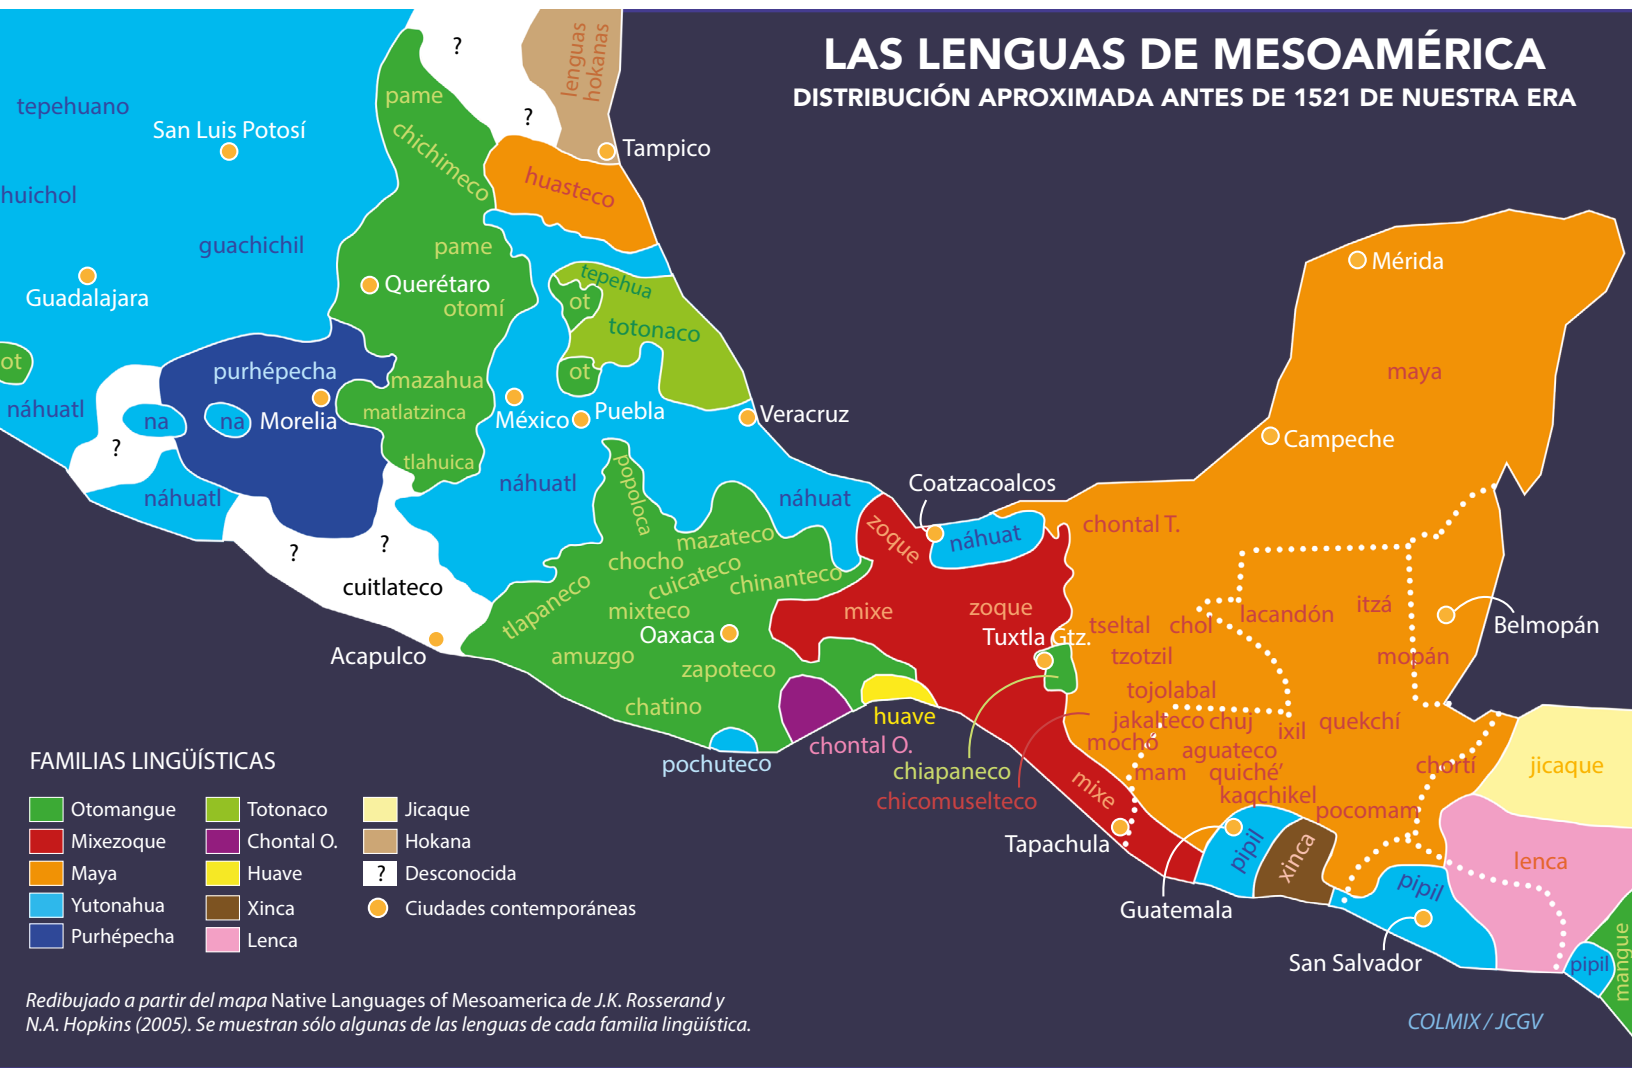 LAS LENGUAS DE MESOAMÉRICA
DISTRIBUCIÓN APROXIMADA ANTES DE 1521 DE NUESTRA ERA
?
lenguas
hokanas
pame
tepehuano
?
San Luis Potosí
chichimeco
Tampico
huichol
huasteco
guachichil
pame
Mérida
Guadalajara
Querétaro
otomí
tepehua
ot
totonaco
ot
purhépecha
mazahua
ot
maya
náhuatl
na
na
Morelia
matlatzinca
México
Puebla
Veracruz
?
tlahuica
Campeche
náhuatl
náhuatl
popoloca
náhuat
Coatzacoalcos
zoque
náhuat
chontal T.
?
?
mazateco
chocho
cuicateco
chinanteco
cuitlateco
tlapaneco
mixteco
mixe
zoque
lacandón
itzá
Oaxaca
Tuxtla Gtz.
tseltal
chol
Belmopán
Acapulco
amuzgo
zapoteco
tzotzil
mopán
chatino
tojolabal
huave
jakalteco
chuj
ixil
quekchí
chontal O.
mochó
aguateco
pochuteco
chiapaneco
mam
quiché’
chortí
jicaque
chicomuselteco
mixe
kaqchikel
pocomam
Tapachula
pipil
xinca
lenca
pipil
Guatemala
San Salvador
pipil
mangue
FAMILIAS LINGÜÍSTICAS
Otomangue
Totonaco
Jicaque
Mixezoque
Chontal O.
Hokana
Maya
Huave
?
Desconocida
Yutonahua
Xinca
Ciudades contemporáneas
Purhépecha
Lenca
Redibujado a partir del mapa Native Languages of Mesoamerica de J.K. Rosserand y
N.A. Hopkins (2005). Se muestran sólo algunas de las lenguas de cada familia lingüística.
COLMIX / JCGV